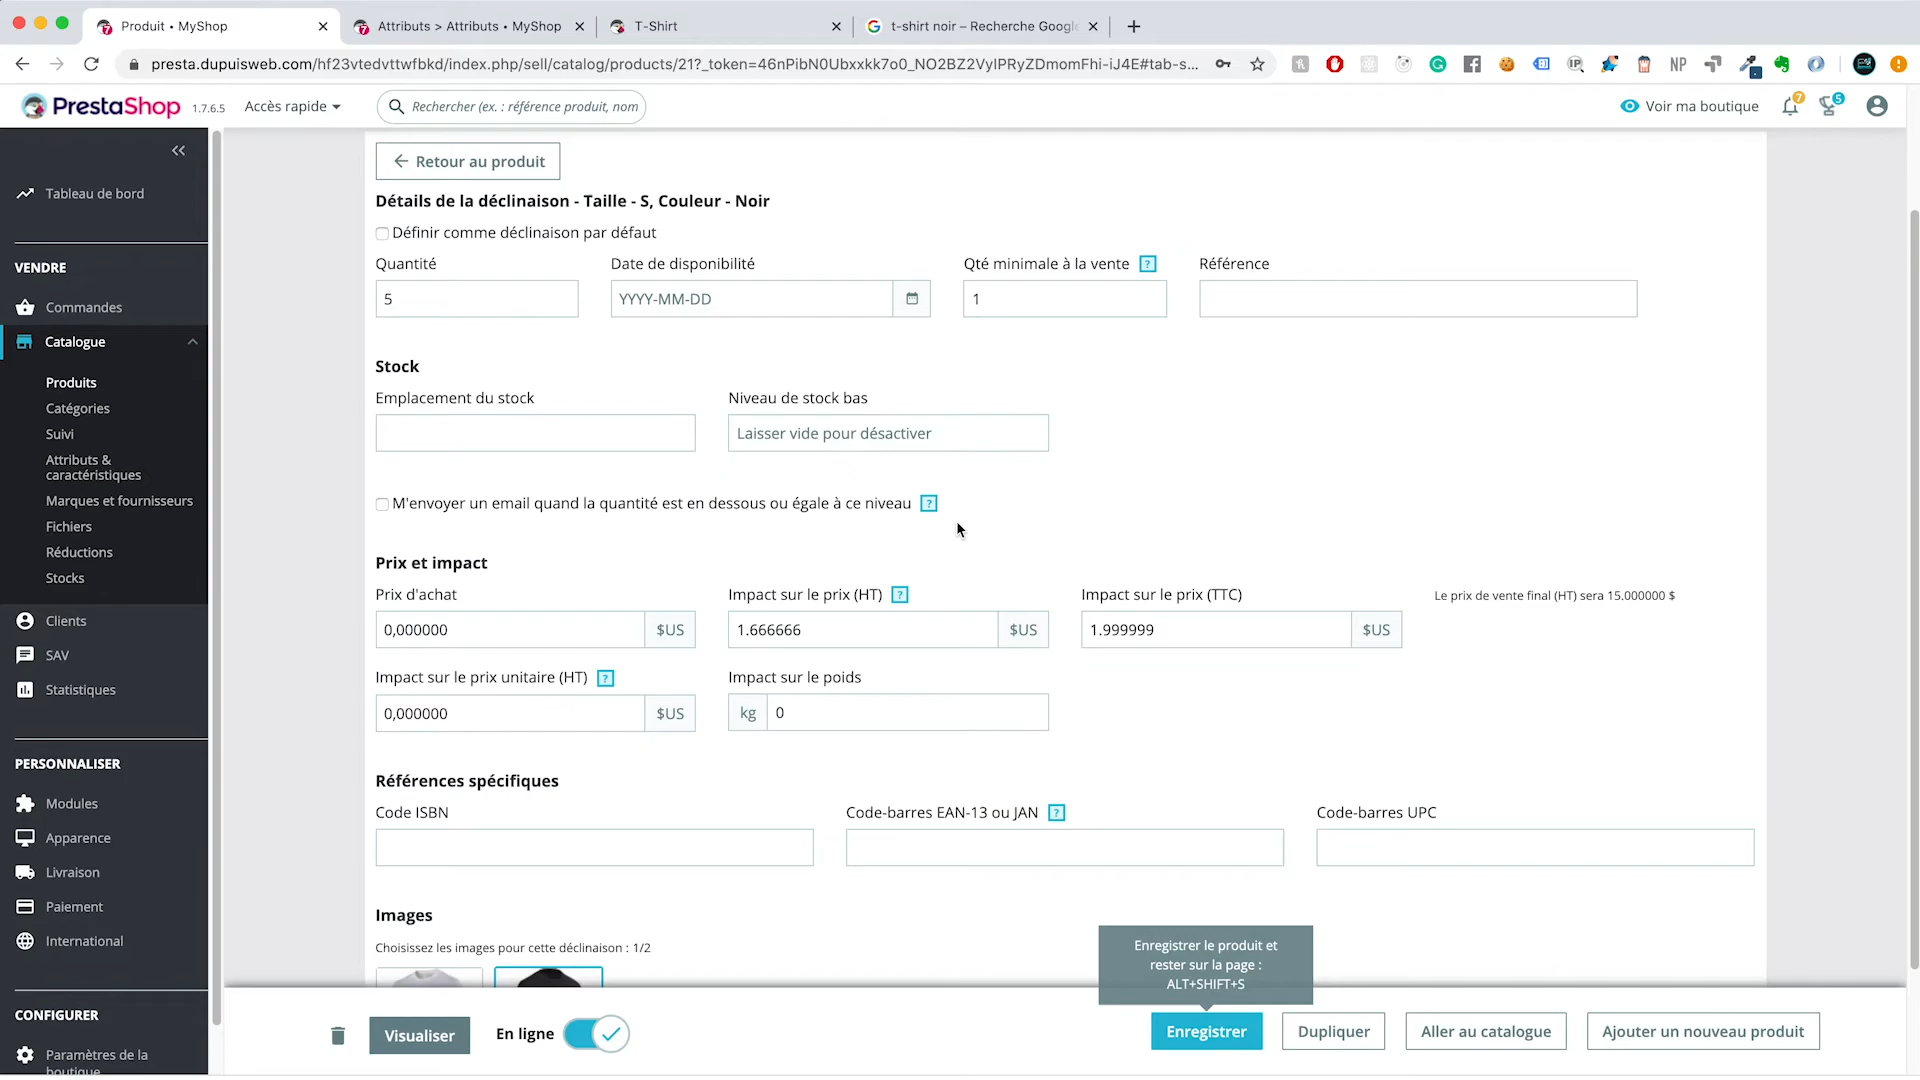 Produit • MyShop
Attributs > Attributs • MyShop
T-Shirt
t-shirt noir – Recherche Google
presta.dupuisweb.com/hf23vtedvttwfbkd/index.php/sell/catalog/products/21?_token=46nPibN0Ubxxkk7o0_NO2BZ2VyIPRyZDmomFhi-iJ4E#tab-s...
PrestaShop 1.7.6.5
Accès rapide
Rechercher (ex. : référence produit, nom
Voir ma boutique
7
5
Tableau de bord
VENDRE
Commandes
Catalogue
Produits
Catégories
Suivi
Attributs &
caractéristiques
Marques et fournisseurs
Fichiers
Réductions
Stocks
Clients
SAV
Statistiques
PERSONNALISER
Modules
Apparence
Livraison
Paiement
International
CONFIGURER
Paramètres de la
boutique
Retour au produit
Détails de la déclinaison - Taille - S, Couleur - Noir
Définir comme déclinaison par défaut
Quantité
Date de disponibilité
Qté minimale à la vente ?
Référence
5
YYYY-MM-DD
1
Stock
Emplacement du stock
Niveau de stock bas
Laisser vide pour désactiver
M'envoyer un email quand la quantité est en dessous ou égale à ce niveau ?
Prix et impact
Prix d'achat
Impact sur le prix (HT) ?
Impact sur le prix (TTC)
Le prix de vente final (HT) sera 15.000000 $
0,000000 $US
1.666666 $US
1.999999 $US
Impact sur le prix unitaire (HT) ?
Impact sur le poids
0,000000 $US
kg 0
Références spécifiques
Code ISBN
Code-barres EAN-13 ou JAN ?
Code-barres UPC
Images
Choisissez les images pour cette déclinaison : 1/2
Enregistrer le produit et
rester sur la page :
ALT+SHIFT+S
Visualiser
En ligne
Enregistrer
Dupliquer
Aller au catalogue
Ajouter un nouveau produit